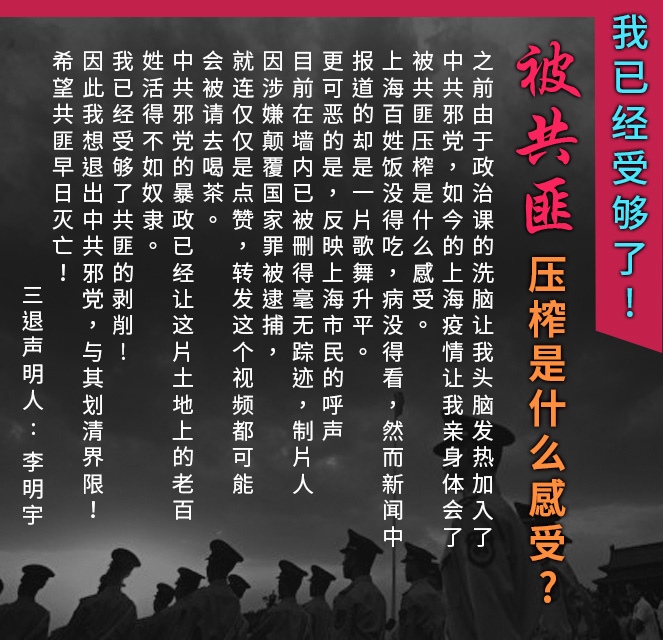 我已经受够了！
被共匪压榨是什么感受？
之前由于政治课的洗脑让我头脑发热加入了
中共邪党，如今的上海疫情让我亲身体会了
被共匪压榨是什么感受。
上海百姓饭没得吃，病没得看，然而新闻中
报道的却是一片歌舞升平。
更可恶的是，反映上海市民的呼声
目前在墙内已被刪得毫无踪迹，制片人
因涉嫌颠覆国家罪被逮捕，
就连仅仅是点赞，转发这个视频都可能
会被请去喝茶。
中共邪党的暴政已经让这片土地上的老百
姓活得不如奴隶。
我已经受够了共匪的剥削！
因此我想退出中共邪党，与其划清界限！
希望共匪早日灭亡！
三退声明人：李明宇